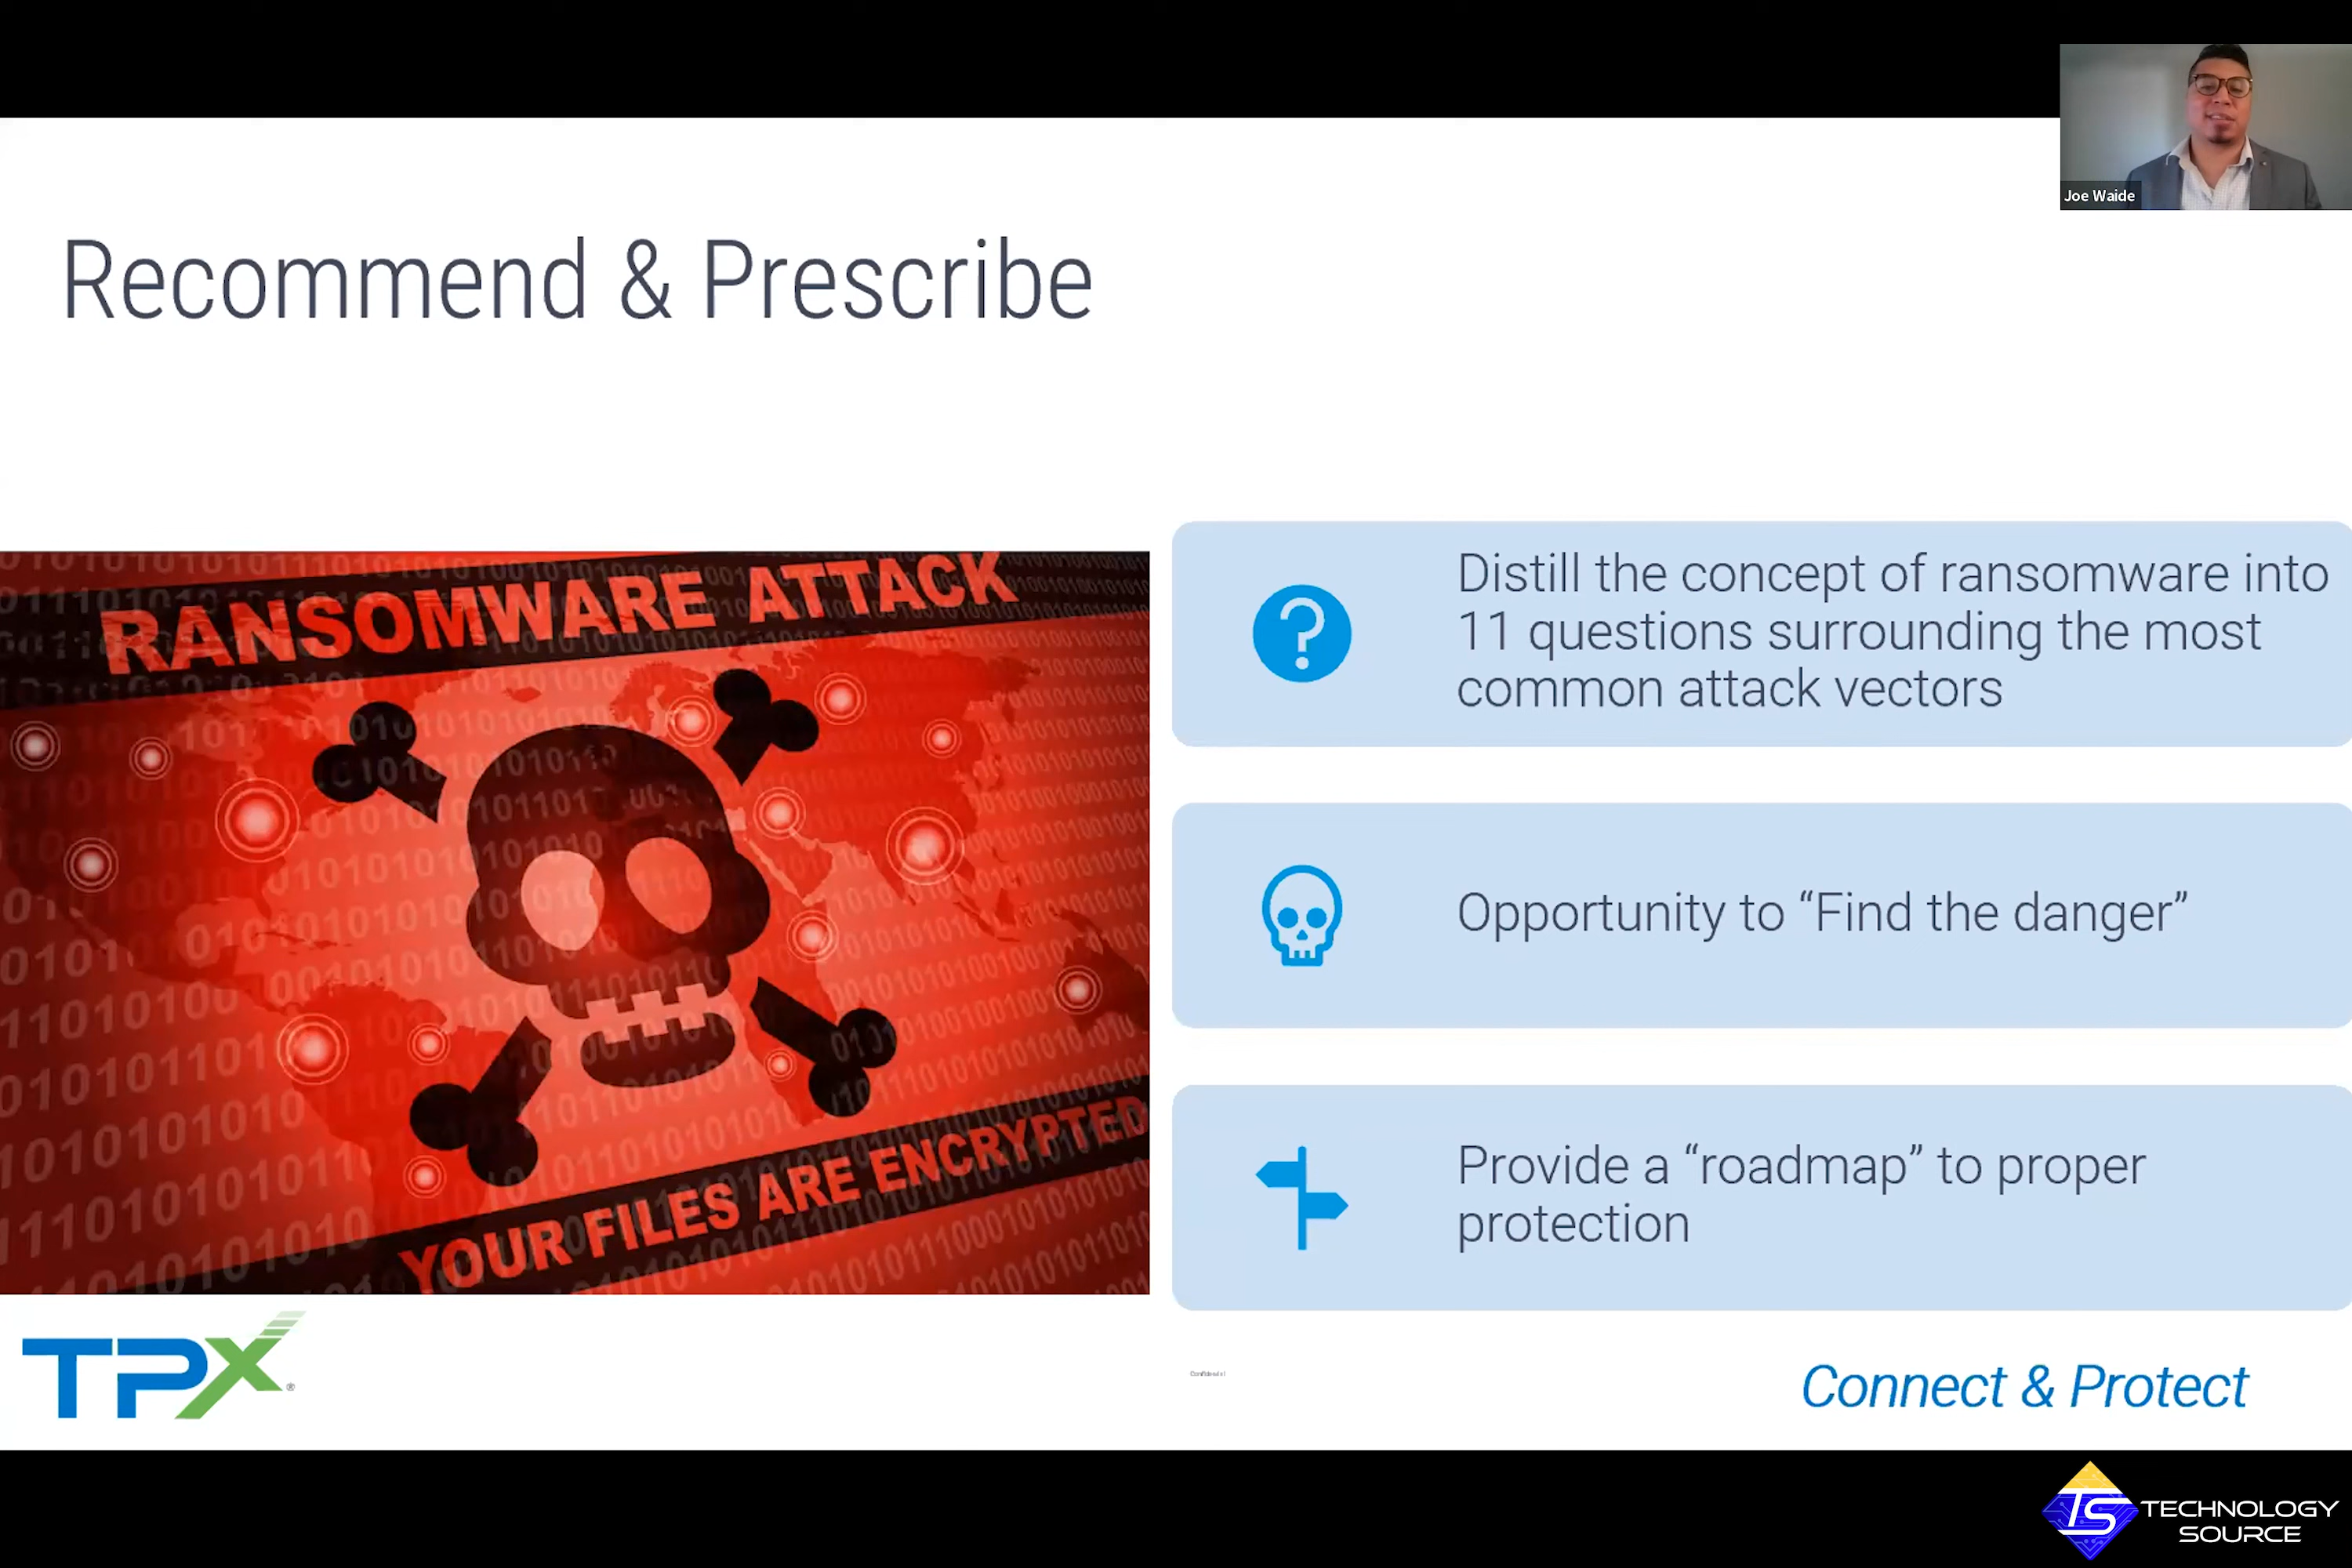 Joe Waide
Recommend & Prescribe
RANSOMWARE ATTACK
YOUR FILES ARE ENCRYPTED
Distill the concept of ransomware into
11 questions surrounding the most
common attack vectors
Opportunity to “Find the danger”
Provide a “roadmap” to proper
protection
TPX®
Confidential
Connect & Protect
TS
TECHNOLOGY
SOURCE